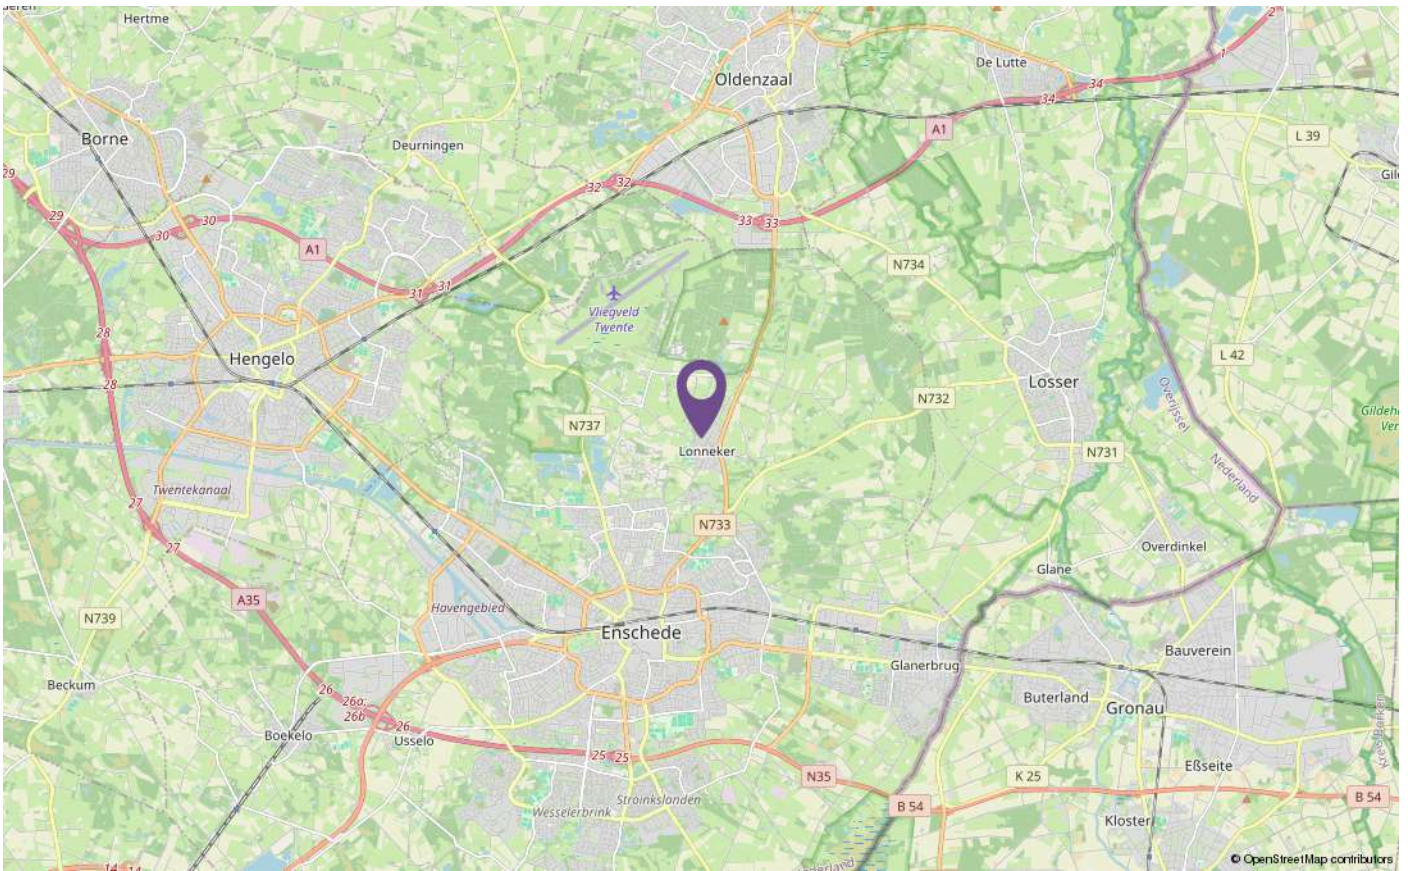 Hertme
Oldenzaal
De Lutte
2
1
34
34
A1
L 39
Borne
Deurningen
29
32
32
29
30
30
33
33
A1
N734
31
31
Vliegveld
Twente
28
Hengelo
L 42
28
Losser
Overijssel
N732
N737
Lonneker
N731
Nederland
Twentekanaal
27
N733
27
Overdinkel
Glane
A35
Havengebied
N739
Enschede
Glanerbrug
Bauverein
Beckum
26
26a;
26b
26
Buterland
Gronau
Boekelo
Usselo
25
25
N35
K 25
Eßseite
B 54
B 54
Stroinkslanden
Wesselerbrink
Kloster
© OpenStreetMap contributors